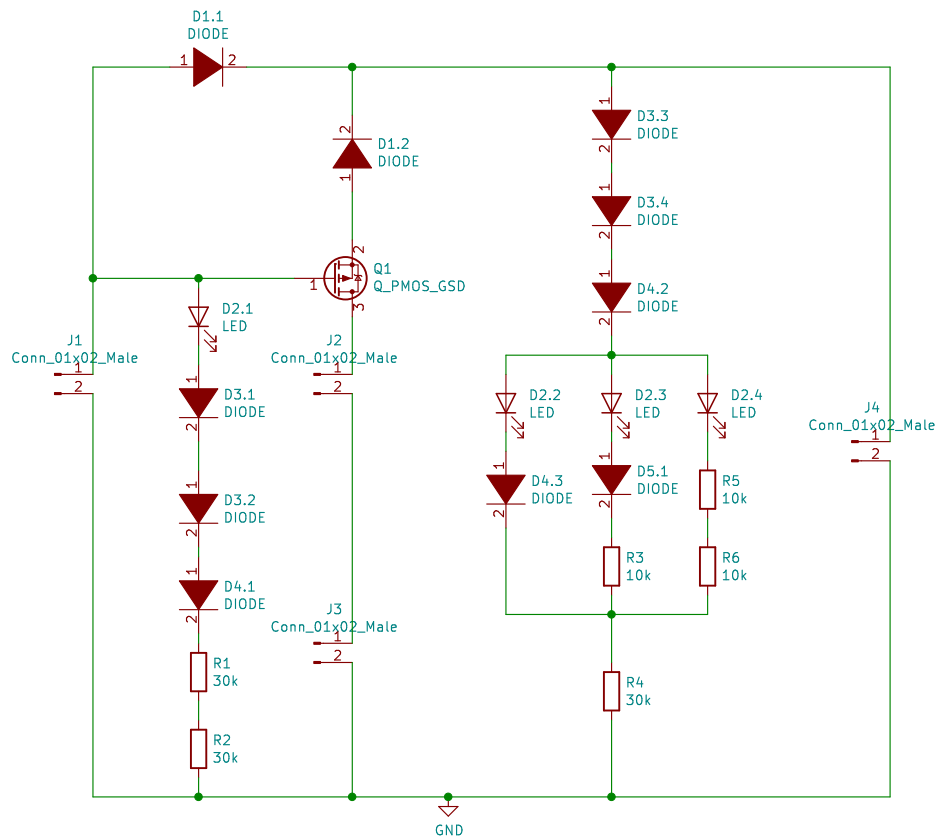 D1.1
DIODE
1 2
2
D1.2
DIODE
1
1
D3.3
DIODE
2
1
D3.4
DIODE
2
2
Q1
Q_PMOS_GSD
1
3
1
D4.2
DIODE
2
D2.1
LED
J1
Conn_01x02_Male
1
2
J2
Conn_01x02_Male
1
2
1
D3.1
DIODE
2
D2.2
LED
D2.3
LED
D2.4
LED
J4
Conn_01x02_Male
1
2
1
D3.2
DIODE
2
1
D4.3
DIODE
2
1
D5.1
DIODE
2
R5
10k
R3
10k
R6
10k
1
D4.1
DIODE
2
J3
Conn_01x02_Male
1
2
R1
30k
R4
30k
R2
30k
GND